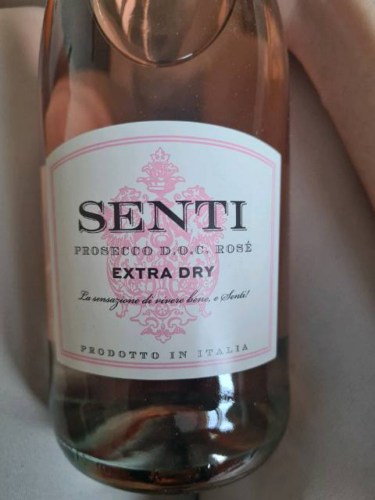 SENTI
PROSECCO D.O.C. ROSÉ
EXTRA DRY
La sensazione di vivere bene, e Senti!
PRODOTTO IN ITALIA